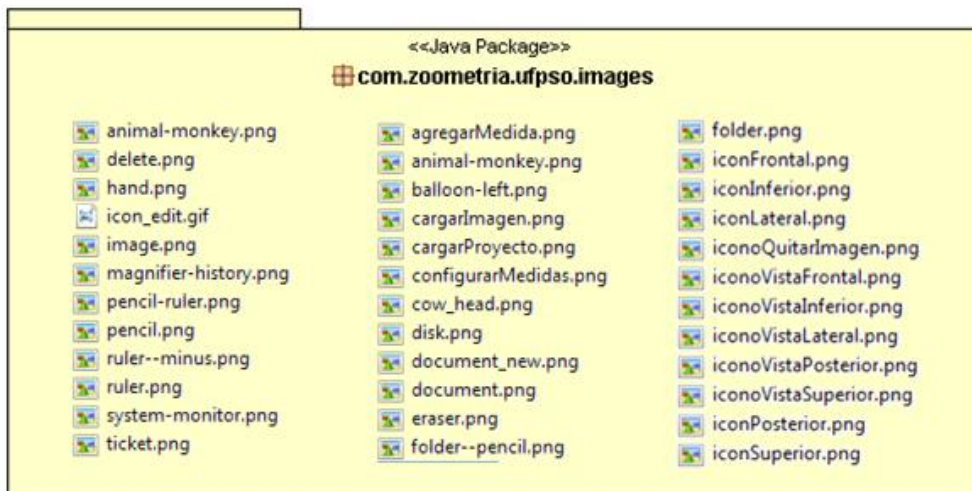 <<Java Package>>
com.zoometria.ufpso.images
animal-monkey.png
delete.png
hand.png
icon_edit.gif
image.png
magnifier-history.png
pencil-ruler.png
pencil.png
ruler--minus.png
ruler.png
system-monitor.png
ticket.png
agregarMedida.png
animal-monkey.png
balloon-left.png
cargarImagen.png
cargarProyecto.png
configurarMedidas.png
cow_head.png
disk.png
document_new.png
document.png
eraser.png
folder--pencil.png
folder.png
iconFrontal.png
iconInferior.png
iconLateral.png
iconoQuitarImagen.png
iconoVistaFrontal.png
iconoVistaInferior.png
iconoVistaLateral.png
iconoVistaPosterior.png
iconoVistaSuperior.png
iconPosterior.png
iconSuperior.png